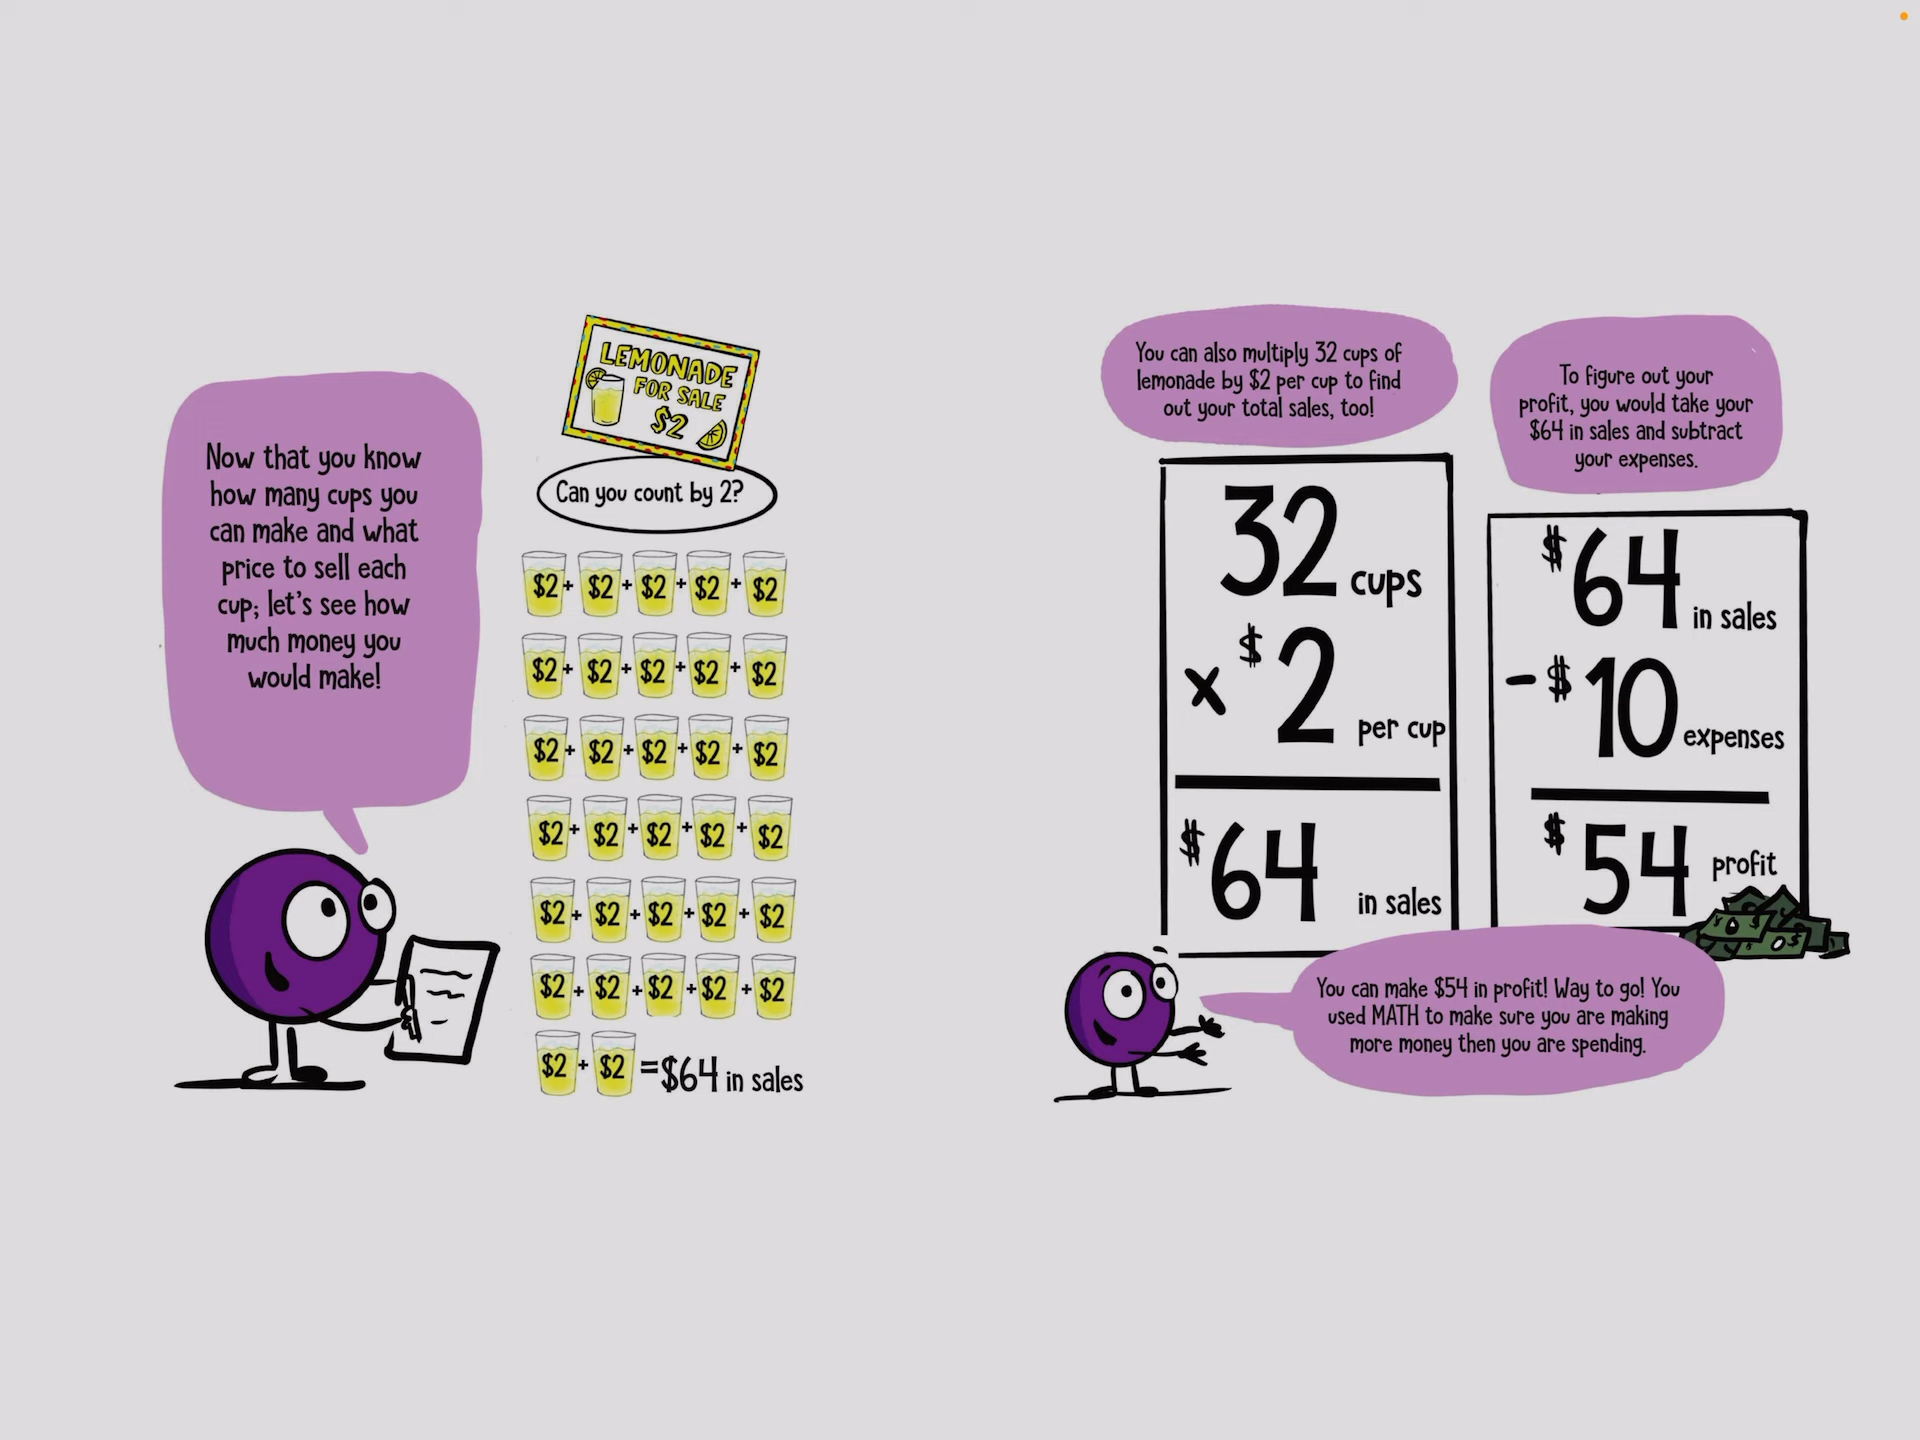 Now that you know
how many cups you
can make and what
price to sell each
cup; let's see how
much money you
would make!
LEMONADE
FOR SALE
$2
Can you count by 2?
$2 + $2 + $2 + $2 + $2
$2 + $2 + $2 + $2 + $2
$2 + $2 + $2 + $2 + $2
$2 + $2 + $2 + $2 + $2
$2 + $2 + $2 + $2 + $2
$2 + $2 + $2 + $2 + $2
$2 + $2 = $64 in sales
You can also multiply 32 cups of
lemonade by $2 per cup to find
out your total sales, too!
32 cups
x $2 per cup
$64 in sales
To figure out your
profit, you would take your
$64 in sales and subtract
your expenses.
$64 in sales
- $10 expenses
$54 profit
You can make $54 in profit! Way to go! You
used MATH to make sure you are making
more money then you are spending.